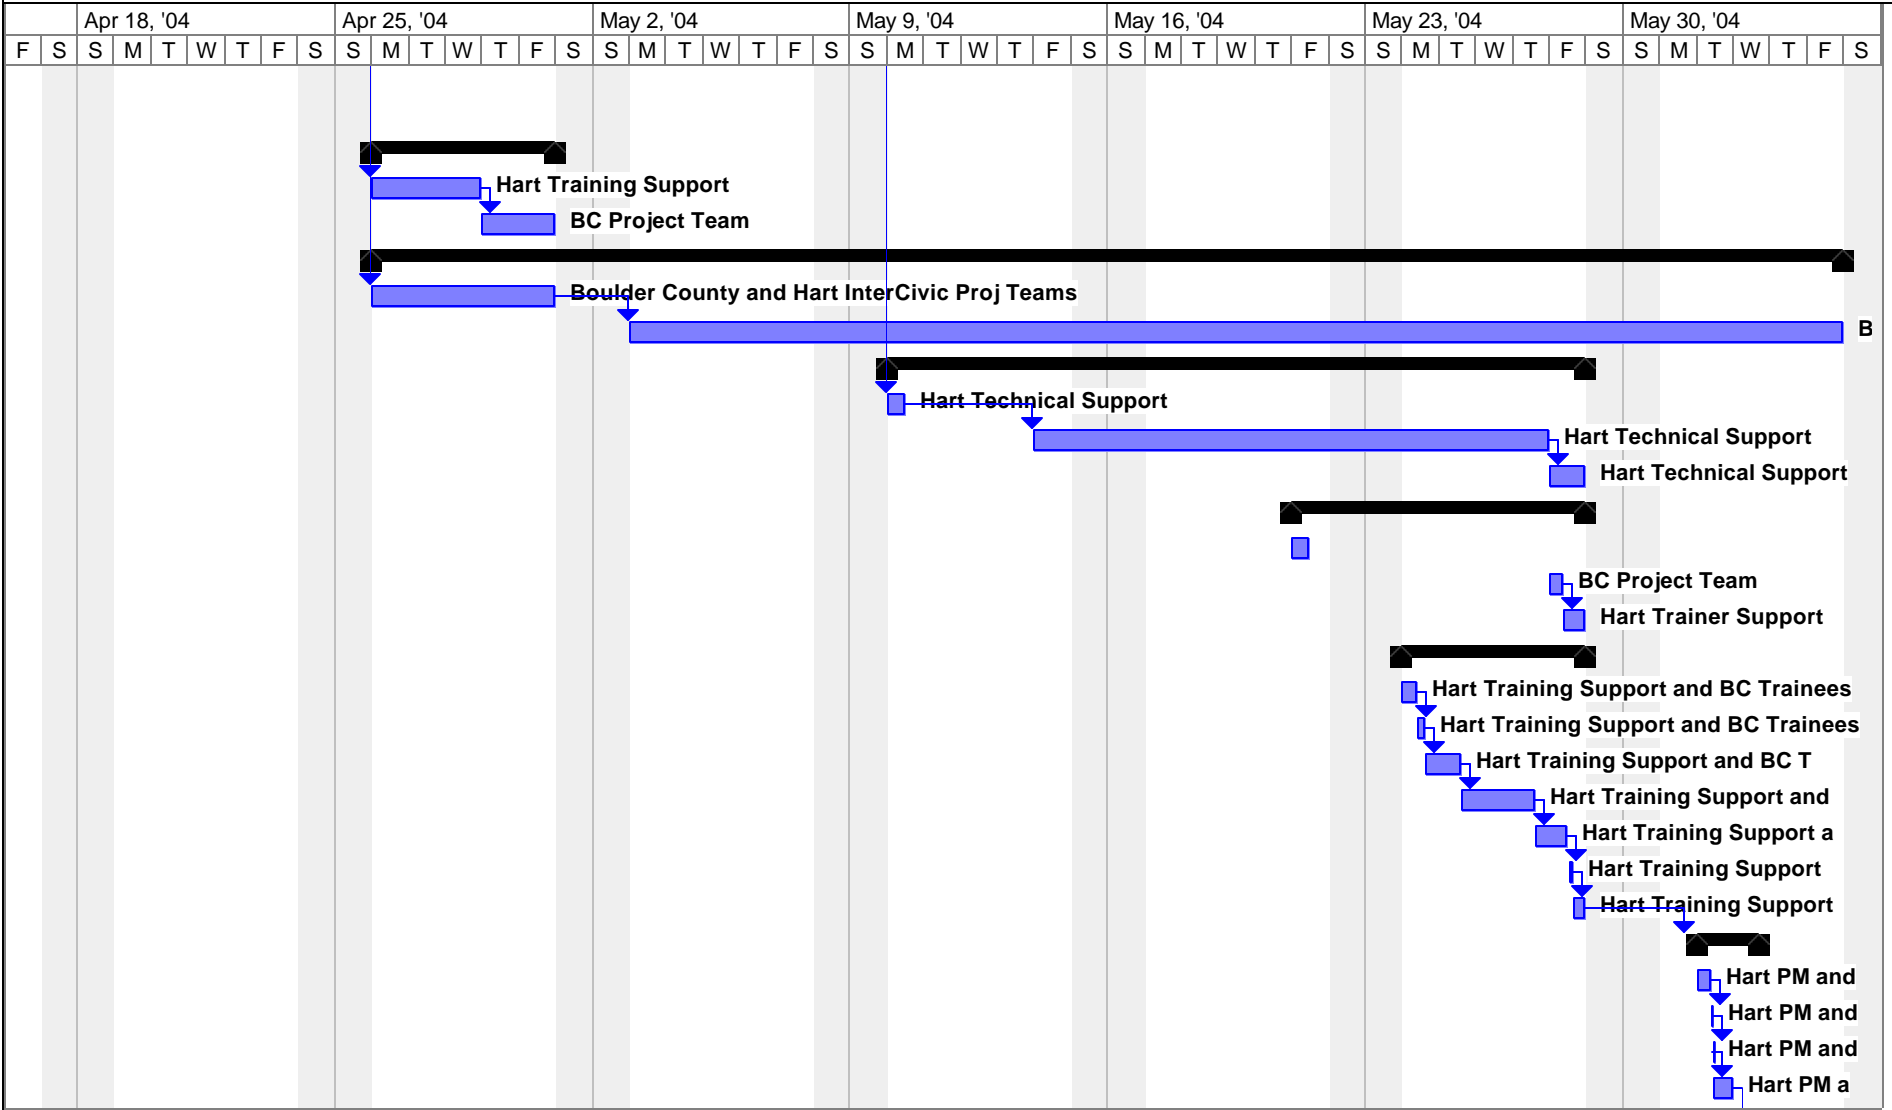 Apr 18, '04 Apr 25, '04 May 2, '04 May 9, '04 May 16, '04 May 23, '04 May 30, '04
F S S M T W T F S S M T W T F S S M T W T F S S M T W T F S S M T W T F S S M T W T F S S M T W T F S
Hart Training Support
BC Project Team
Boulder County and Hart InterCivic Proj Teams
B
Hart Technical Support
Hart Technical Support
Hart Technical Support
BC Project Team
Hart Trainer Support
Hart Training Support and BC Trainees
Hart Training Support and BC Trainees
Hart Training Support and BC T
Hart Training Support and
Hart Training Support a
Hart Training Support
Hart Training Support
Hart PM and
Hart PM and
Hart PM and
Hart PM a